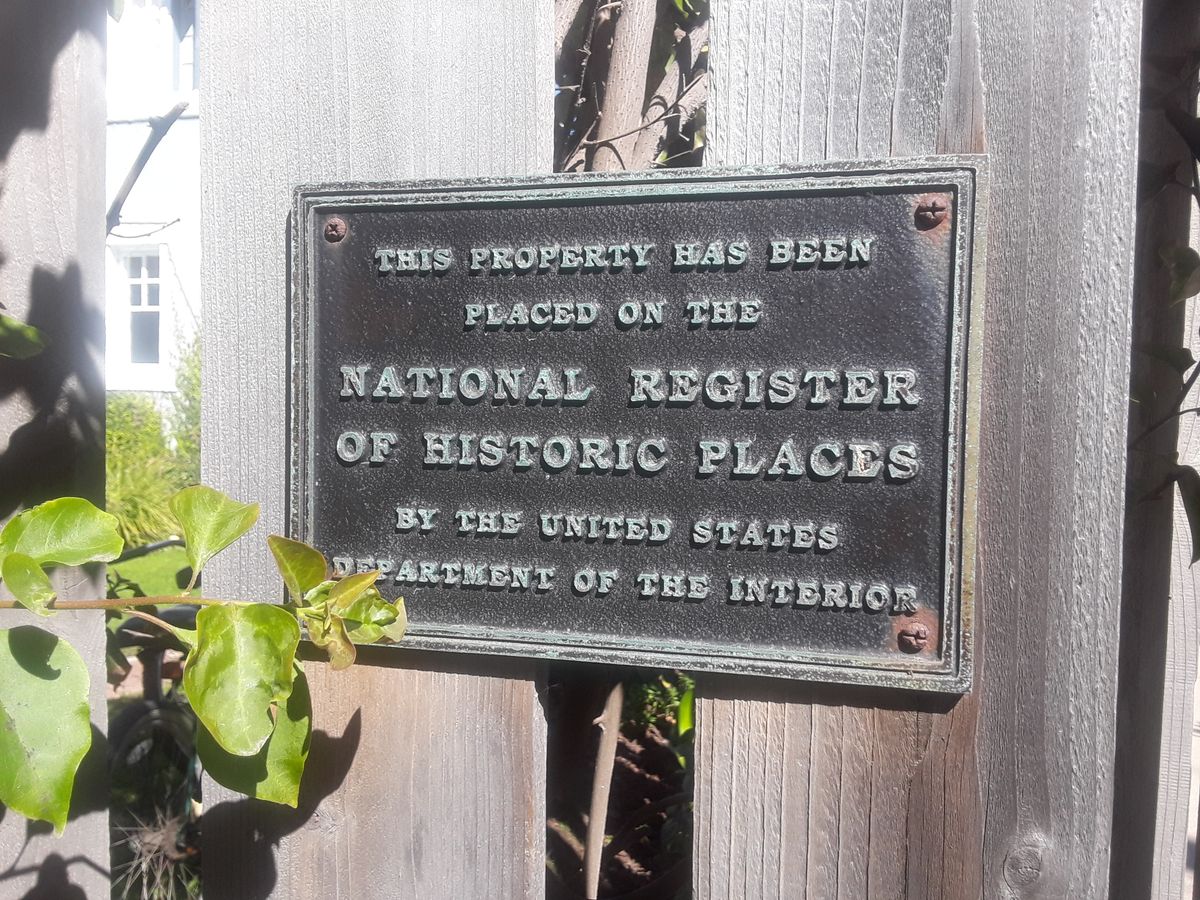 THIS PROPERTY HAS BEEN
PLACED ON THE
NATIONAL REGISTER
OF HISTORIC PLACES
BY THE UNITED STATES
DEPARTMENT OF THE INTERIOR